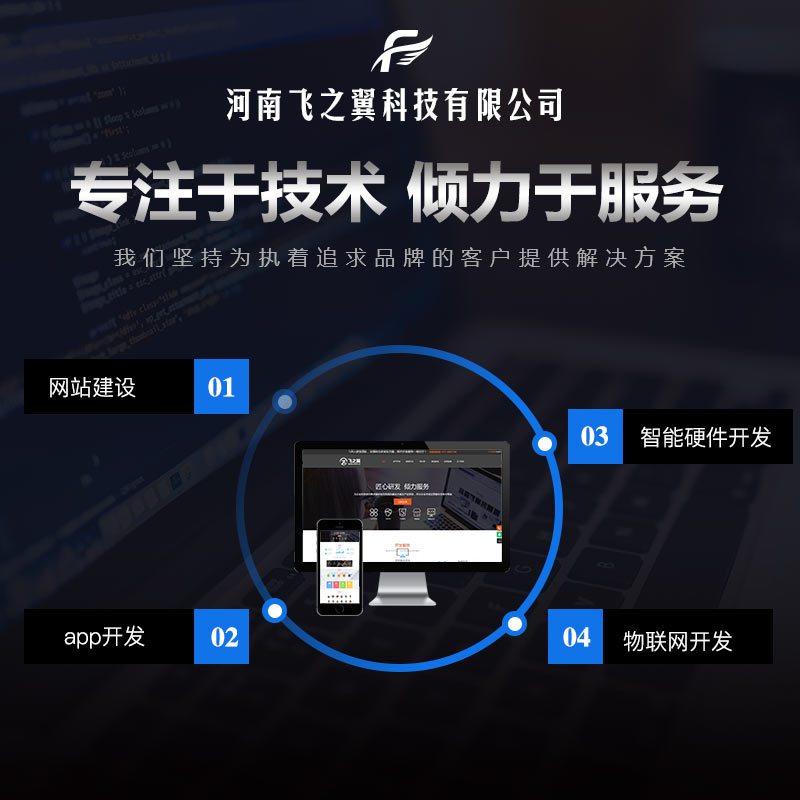 河南飞之翼科技有限公司
专注于技术 倾力于服务
我们坚持为执着追求品牌的客户提供解决方案
网站建设 01
03 智能硬件开发
飞之翼
匠心研发 倾力服务
app开发 02
04 物联网开发